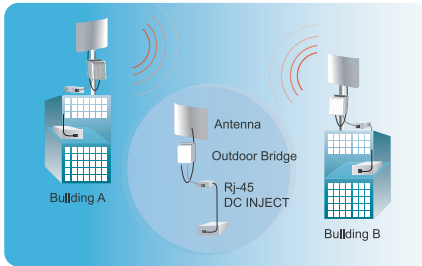 Antenna
Outdoor Bridge
Rj-45
DC INJECT
Building A
Building B